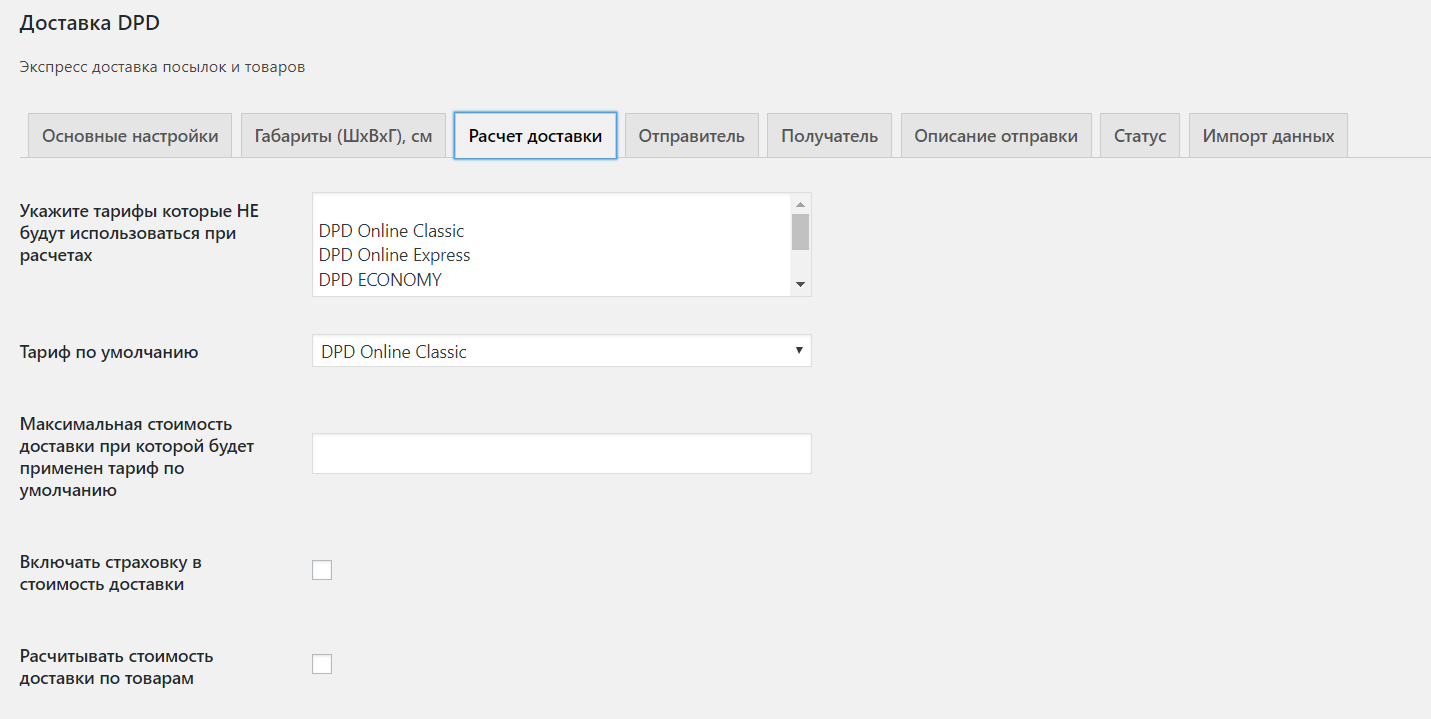 Доставка DPD
Экспресс доставка посылок и товаров
Основные настройки Габариты (ШхВхГ), см Расчет доставки Отправитель Получатель Описание отправки Статус Импорт данных
Укажите тарифы которые НЕ
будут использоваться при
расчетах
DPD Online Classic
DPD Online Express
DPD ECONOMY
Тариф по умолчанию
DPD Online Classic
Максимальная стоимость
доставки при которой будет
применен тариф по
умолчанию
Включать страховку в
стоимость доставки
Расчитывать стоимость
доставки по товарам